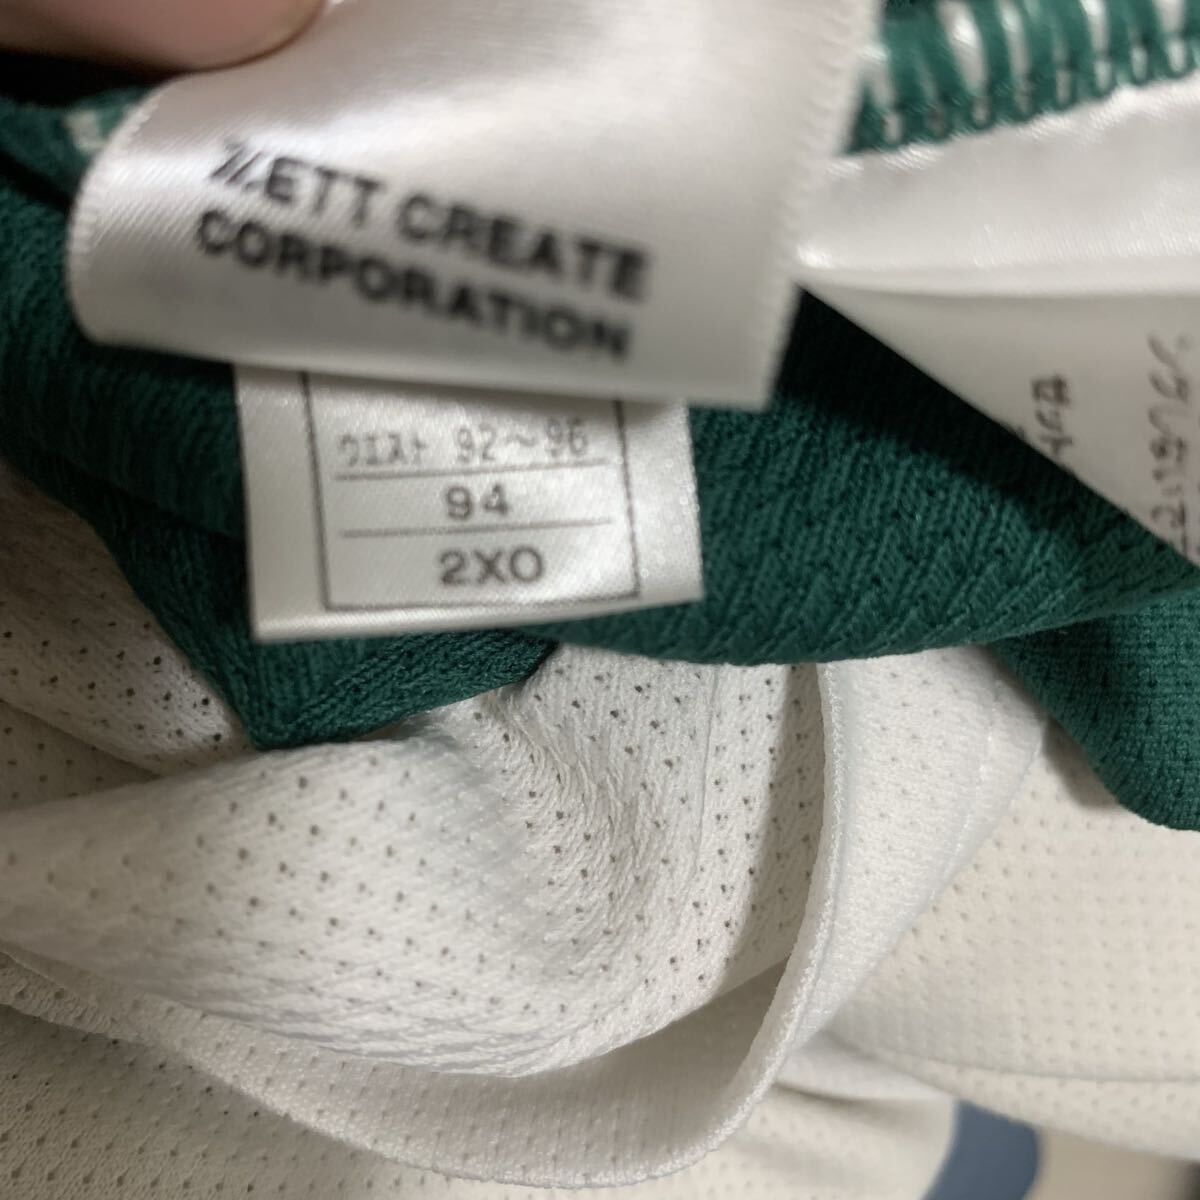 ZETT CREATE
CORPORATION
ウエスト 92～96
94
2XO